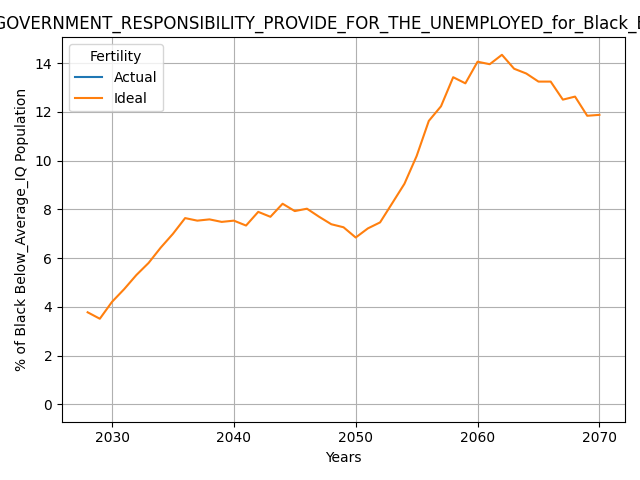 GOVERNMENT_RESPONSIBILITY_PROVIDE_FOR_THE_UNEMPLOYED_for_Black_
Fertility
Actual
Ideal
% of Black Below_Average_IQ Population
14
12
10
8
6
4
2
0
2030 2040 2050 2060 2070
Years